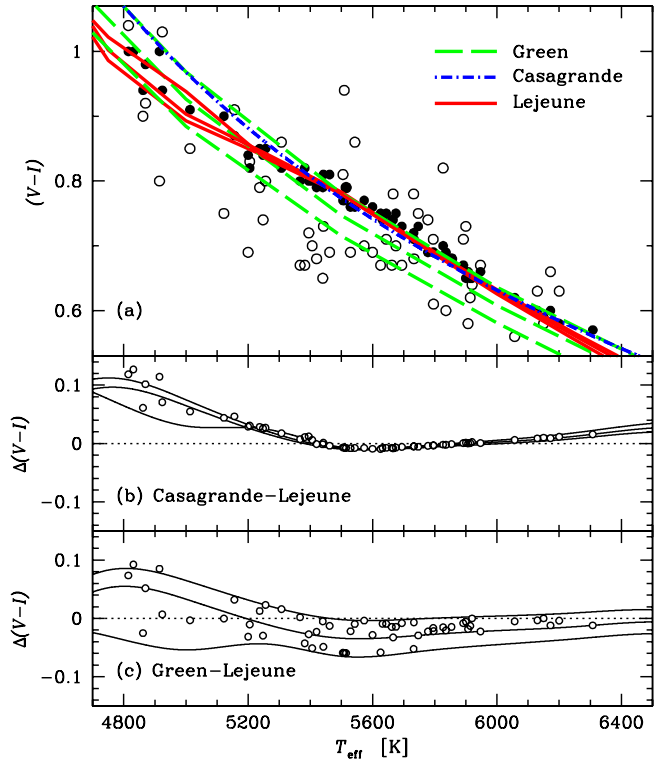 1
0.8
0.6
(V−I)
Green
Casagrande
Lejeune
(a)
0.1
0
−0.1
Δ(V−I)
(b) Casagrande−Lejeune
0.1
0
−0.1
Δ(V−I)
(c) Green−Lejeune
4800 5200 5600 6000 6400
Teff [K]